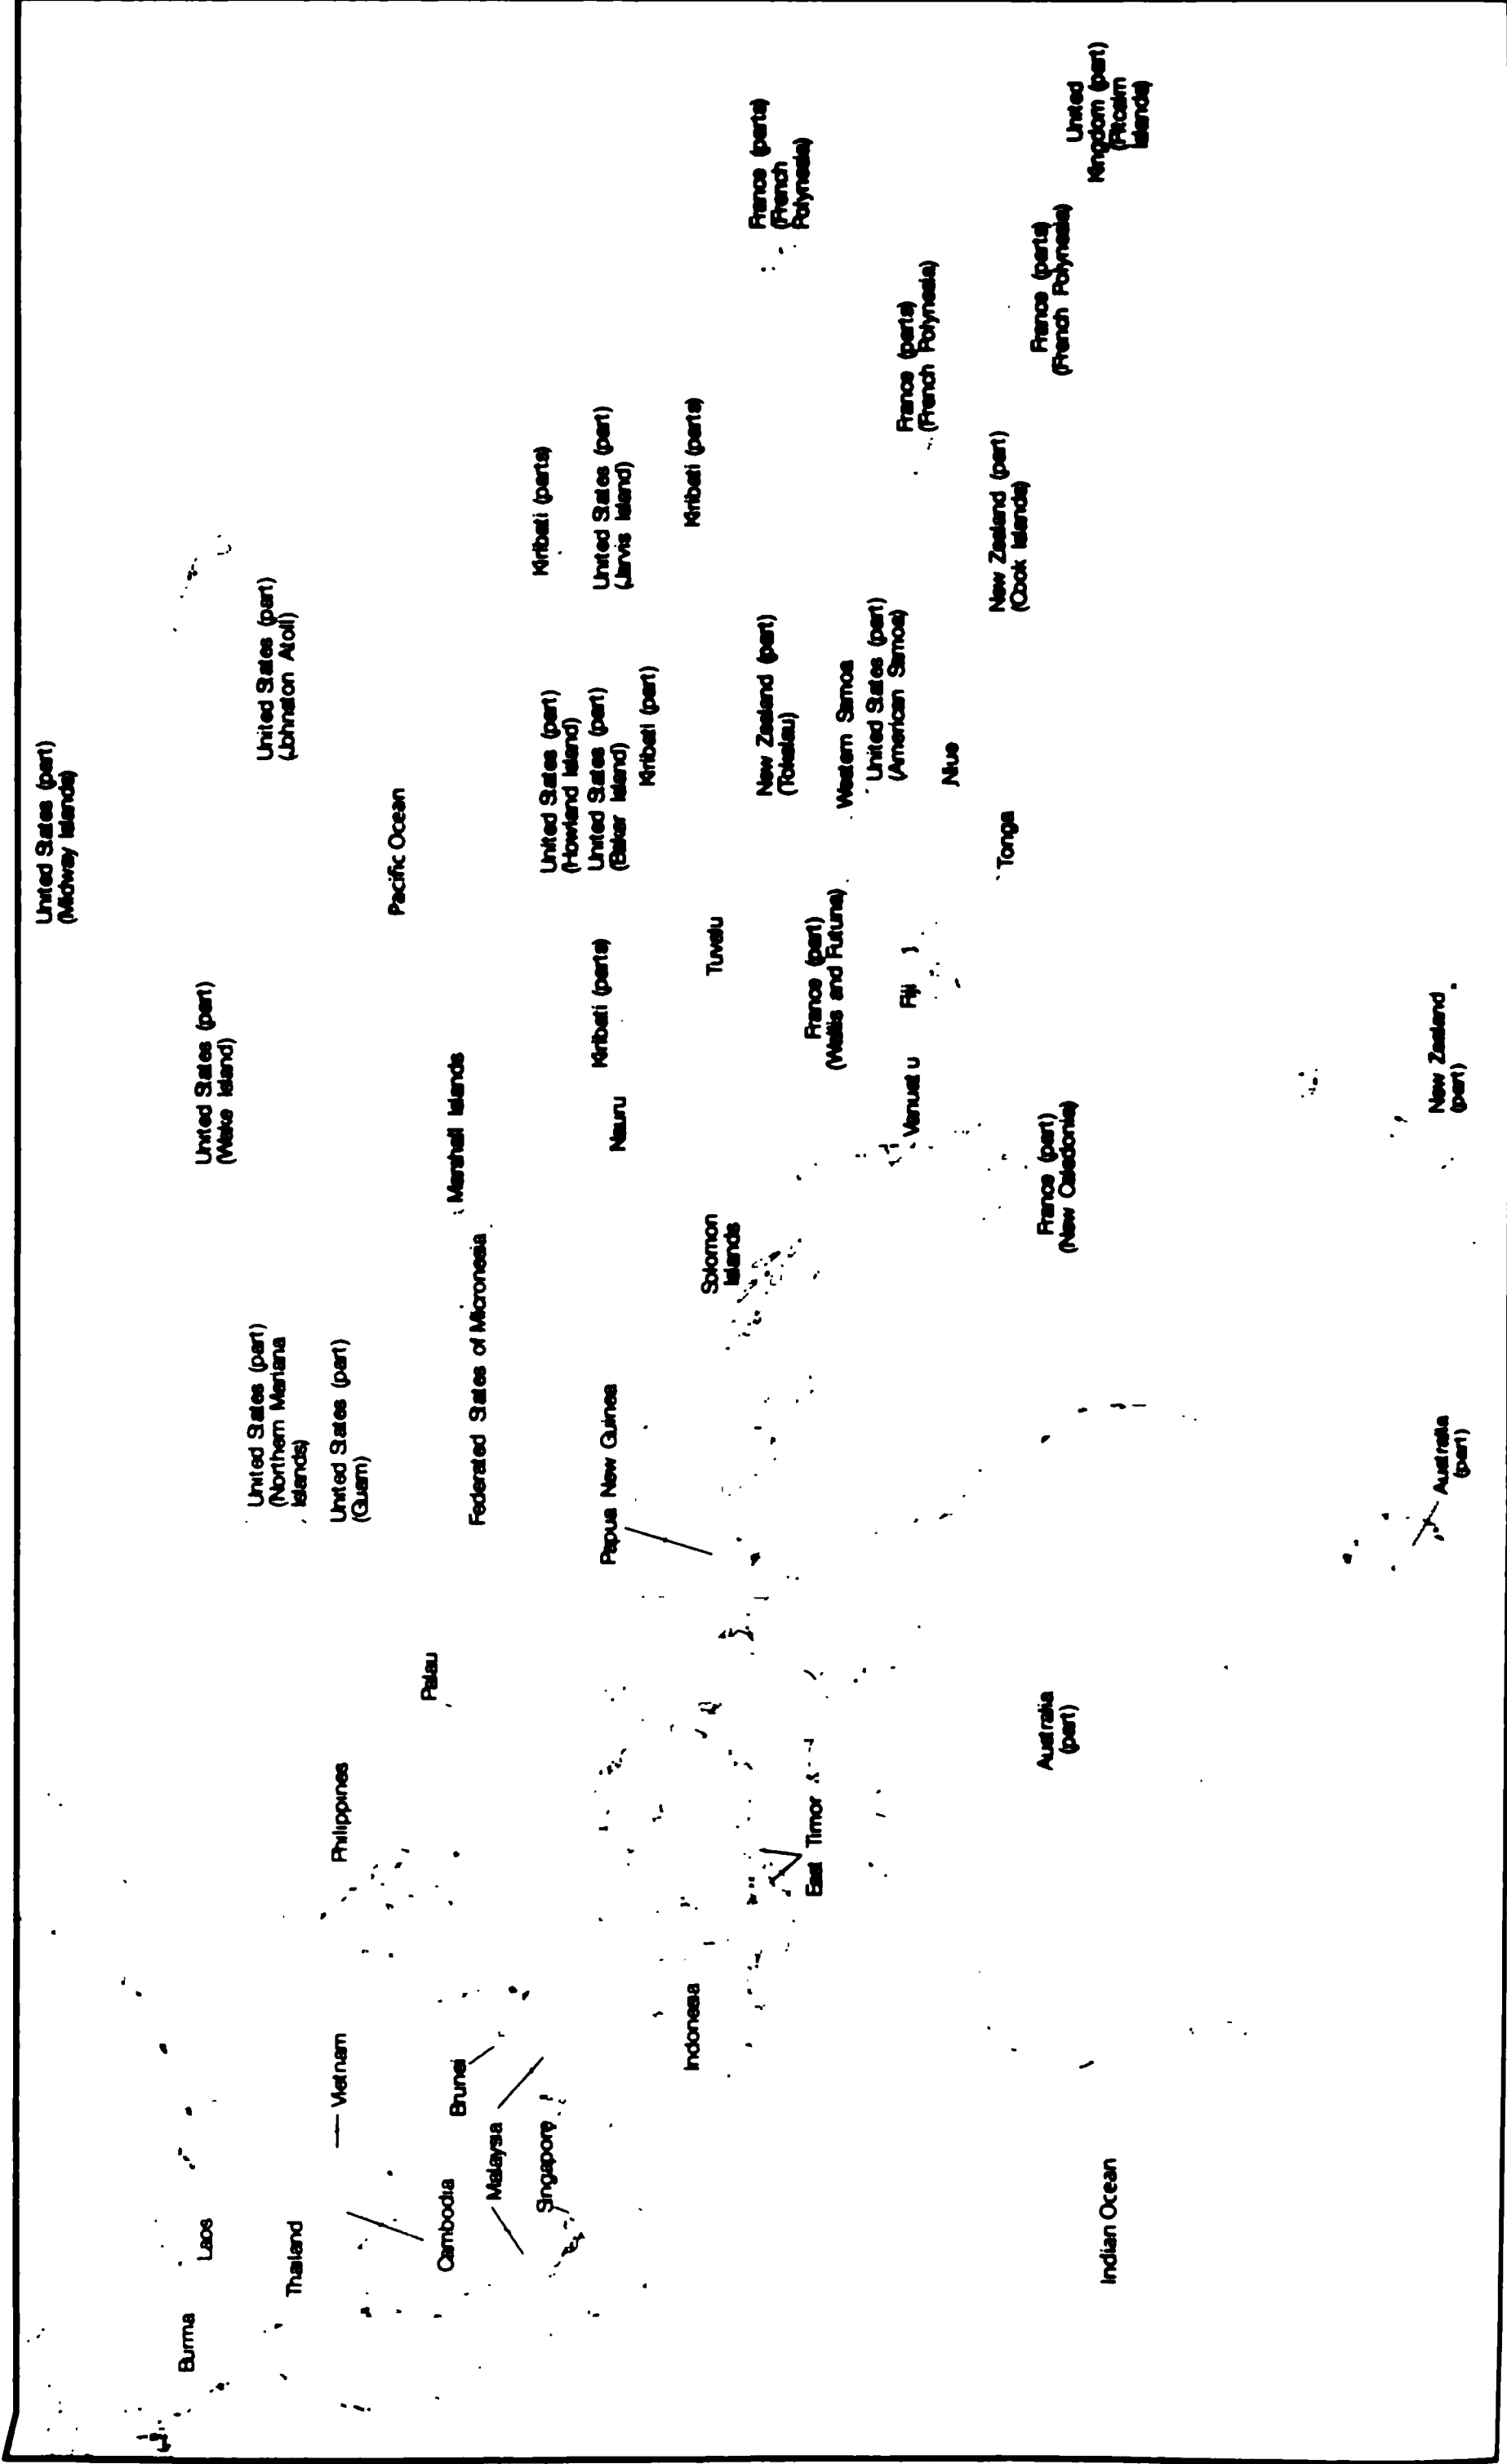 United States (part)
(Midway Islands)
United States (part)
(Wake Island)
United States (part)
(Johnston Atoll)
Burma
Laos
Thailand
Vietnam
Philippines
United States (part)
(Northern Mariana
Islands)
United States (part)
(Guam)
Pacific Ocean
Cambodia
Brunei
Palau
Federated States of Micronesia
Marshall Islands
Malaysia
Singapore
Kiribati (parts)
United States (part)
(Howland Island)
United States (part)
(Baker Island)
Kiribati (part)
United States (part)
(Jarvis Island)
Kiribati (parts)
Nauru
Papua New Guinea
Indonesia
Kiribati (parts)
Solomon
Islands
Tuvalu
New Zealand (part)
(Tokelau)
France (parts)
(French
Polynesia)
East Timor
France (part)
(Wallis and Futuna)
Western Samoa
United States (part)
(American Samoa)
France (parts)
(French Polynesia)
Vanuatu
Fiji
Niue
Tonga
New Zealand (part)
(Cook Islands)
France (parts)
(French Polynesia)
United
Kingdom (part)
(Pitcairn
Islands)
Australia
(part)
France (part)
(New Caledonia)
Indian Ocean
Australia
(part)
New Zealand
(part)